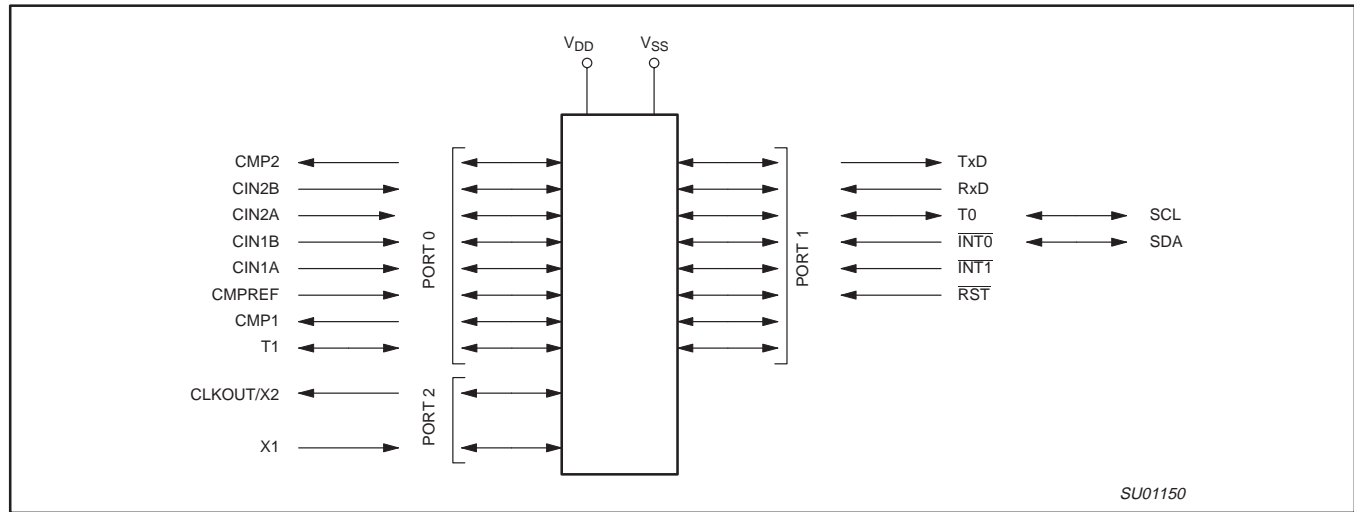 VDD VSS
CMP2 TxD
CIN2B RxD
CIN2A T0 SCL
CIN1B INT0 SDA
CIN1A INT1
CMPREF RST
CMP1
T1
PORT 0
PORT 1
CLKOUT/X2
X1
PORT 2
SU01150